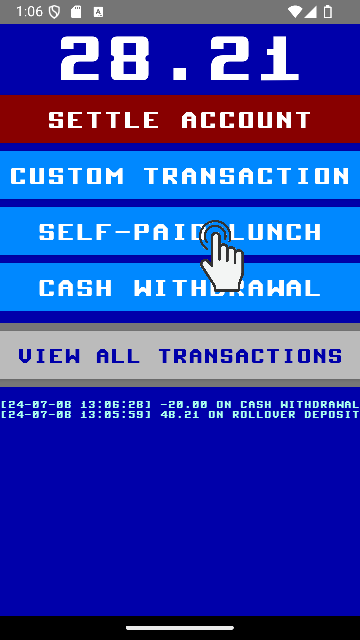 1:06
28.21
SETTLE ACCOUNT
CUSTOM TRANSACTION
SELF-PAID LUNCH
CASH WITHDRAWAL
VIEW ALL TRANSACTIONS
[24-07-08 13:06:28] -20.00 ON CASH WITHDRAWAL
[24-07-08 13:05:59] 48.21 ON ROLLOVER DEPOSIT